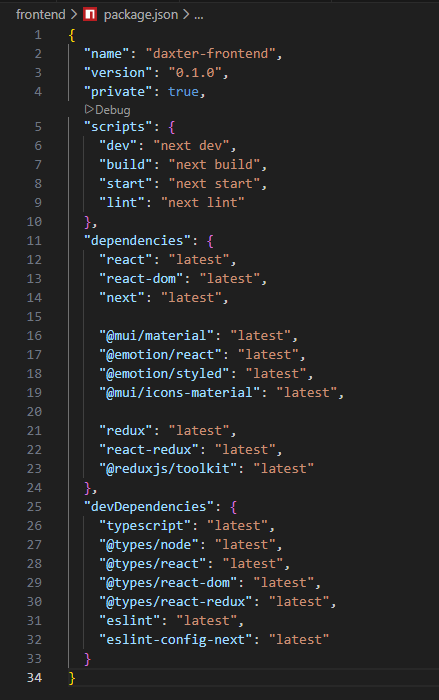 frontend > package.json > ...
1 {
2 "name": "daxter-frontend",
3 "version": "0.1.0",
4 "private": true,
Debug
5 "scripts": {
6 "dev": "next dev",
7 "build": "next build",
8 "start": "next start",
9 "lint": "next lint"
10 },
11 "dependencies": {
12 "react": "latest",
13 "react-dom": "latest",
14 "next": "latest",
15
16 "@mui/material": "latest",
17 "@emotion/react": "latest",
18 "@emotion/styled": "latest",
19 "@mui/icons-material": "latest",
20
21 "redux": "latest",
22 "react-redux": "latest",
23 "@reduxjs/toolkit": "latest"
24 },
25 "devDependencies": {
26 "typescript": "latest",
27 "@types/node": "latest",
28 "@types/react": "latest",
29 "@types/react-dom": "latest",
30 "@types/react-redux": "latest",
31 "eslint": "latest",
32 "eslint-config-next": "latest"
33 }
34 }